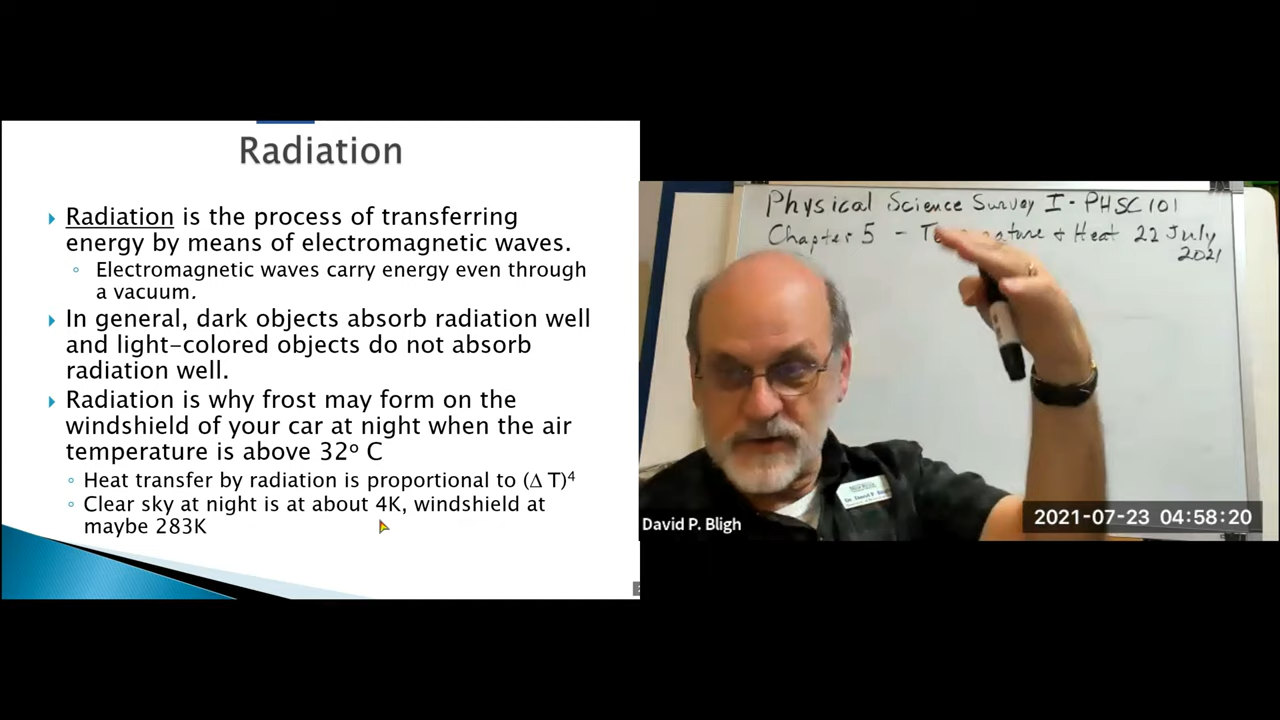 Radiation
Radiation is the process of transferring
energy by means of electromagnetic waves.
Electromagnetic waves carry energy even through
a vacuum.
In general, dark objects absorb radiation well
and light-colored objects do not absorb
radiation well.
Radiation is why frost may form on the
windshield of your car at night when the air
temperature is above 32º C
Heat transfer by radiation is proportional to (Δ T)⁴
Clear sky at night is at about 4K, windshield at
maybe 283K
Physical Science Survey I - PHSC 101
Chapter 5 - & Heat 22 July
2021
David P. Bligh
2021-07-23 04:58:20